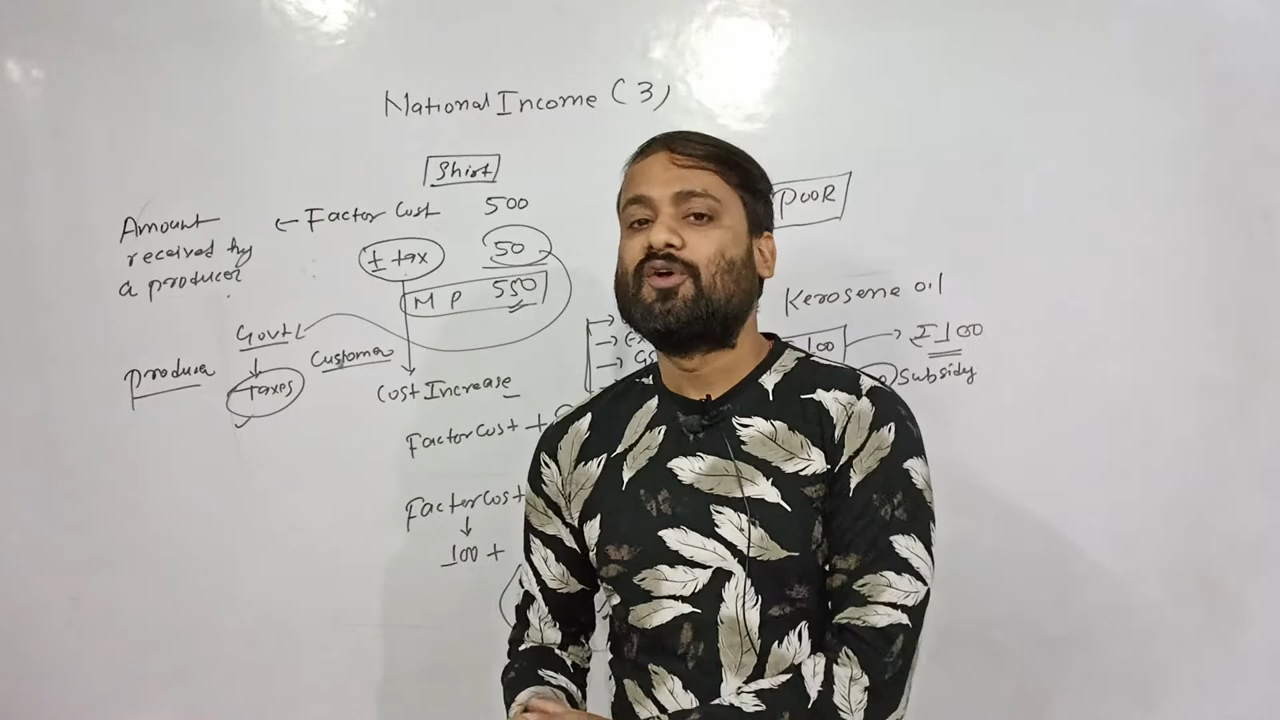 National Income (3)
Shirt
Amount
received by
a producer
← Factor Cost 500
I tax 50
M P 550
Govt
Taxes
Producer
Customer
Cost Increase
Factor Cost +
Factor Cost
↓
100 +
POOR
Kerosene oil
100 → I 100
Subsidy